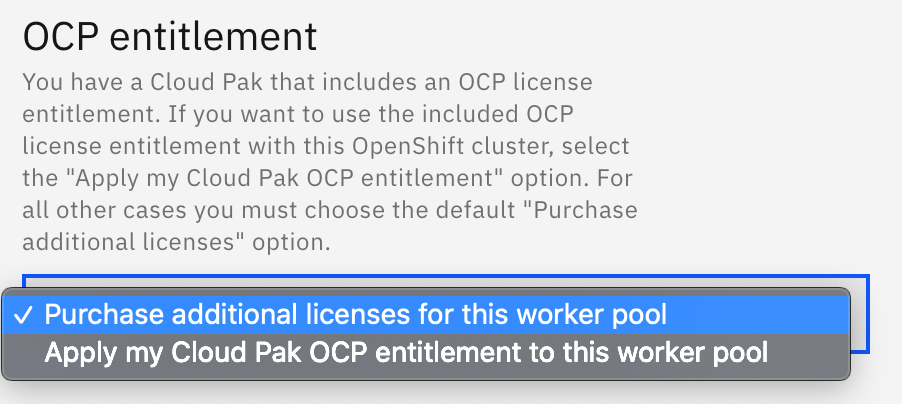 OCP entitlement
You have a Cloud Pak that includes an OCP license
entitlement. If you want to use the included OCP
license entitlement with this OpenShift cluster, select
the "Apply my Cloud Pak OCP entitlement" option. For
all other cases you must choose the default "Purchase
additional licenses" option.
✓ Purchase additional licenses for this worker pool
Apply my Cloud Pak OCP entitlement to this worker pool